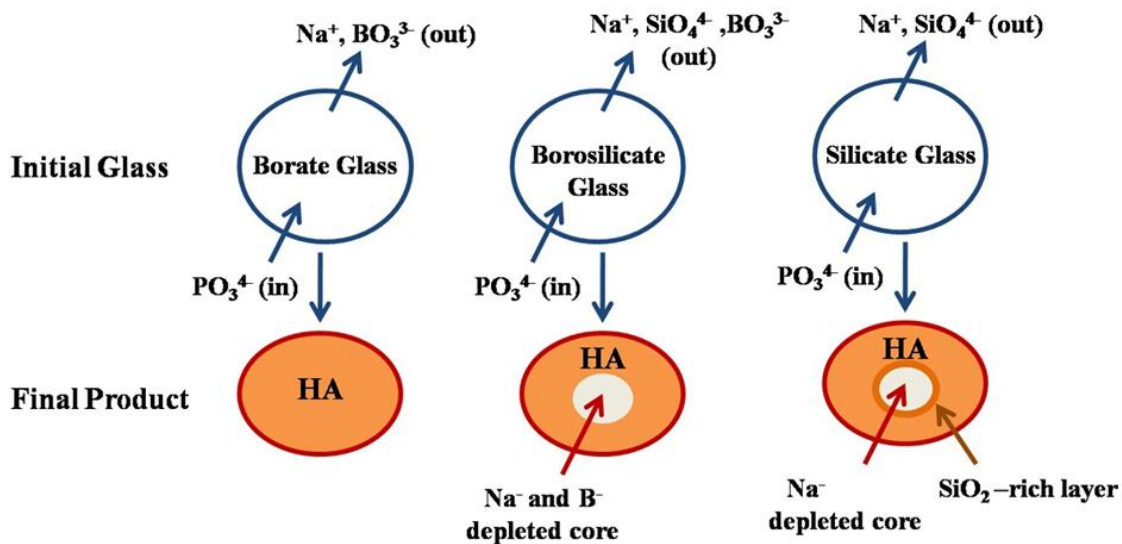 Na⁺, BO₃³⁻ (out)
Na⁺, SiO₄⁴⁻ ,BO₃³⁻
(out)
Na⁺, SiO₄⁴⁻ (out)
Initial Glass
Borate Glass
Borosilicate
Glass
Silicate Glass
PO₃⁴⁻ (in)
PO₃⁴⁻ (in)
PO₃⁴⁻ (in)
Final Product
HA
HA
HA
Na⁻ and B⁻
depleted core
Na⁻
depleted core
SiO₂ –rich layer